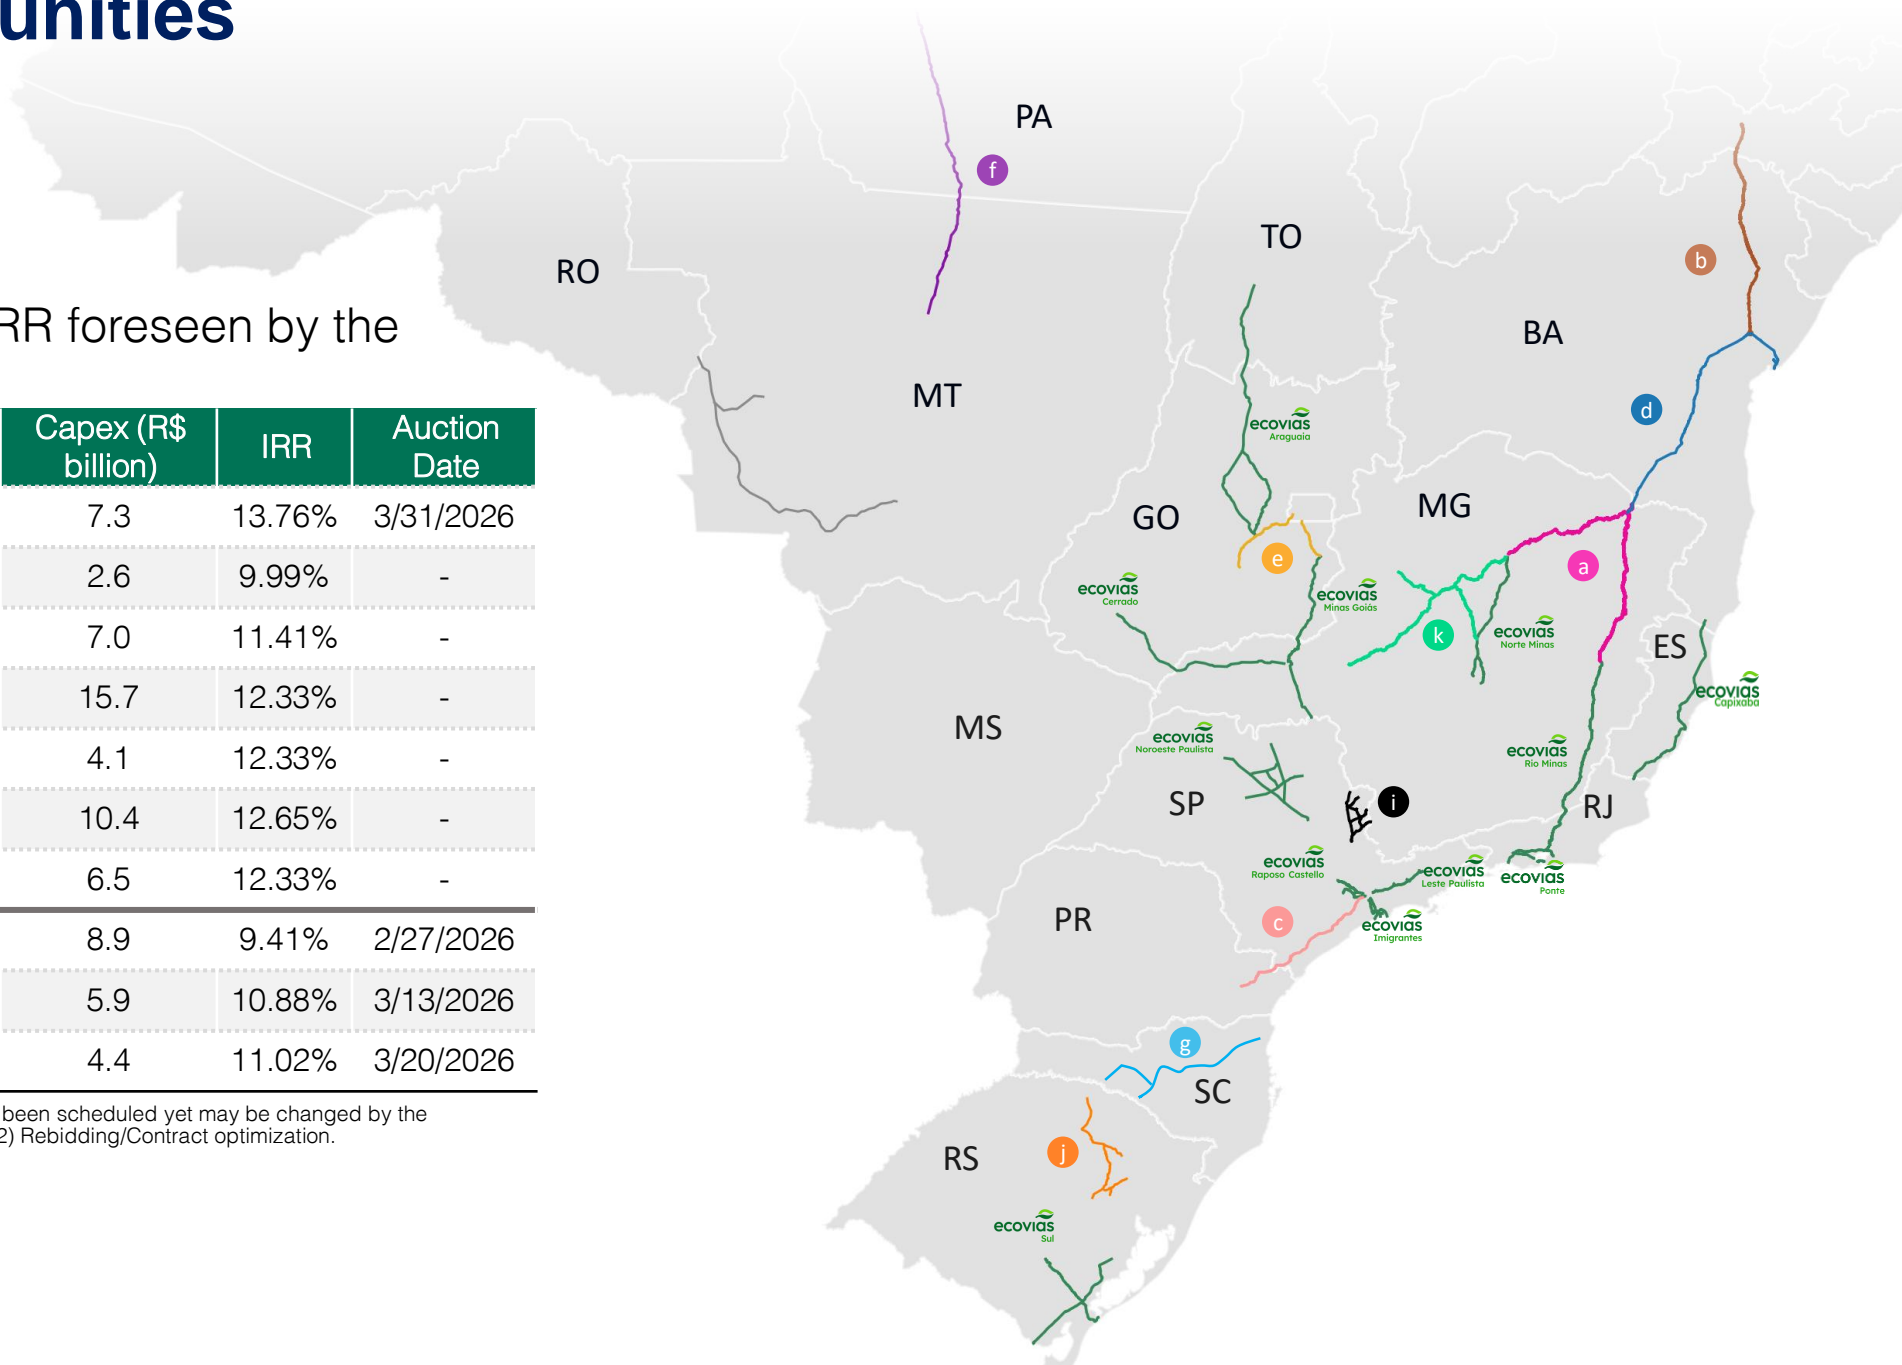 unities
RR foreseen by the
Capex (R$ billion) IRR Auction Date
7.3 13.76% 3/31/2026
2.6 9.99% -
7.0 11.41% -
15.7 12.33% -
4.1 12.33% -
10.4 12.65% -
6.5 12.33% -
8.9 9.41% 2/27/2026
5.9 10.88% 3/13/2026
4.4 11.02% 3/20/2026
been scheduled yet may be changed by the
2) Rebidding/Contract optimization.
PA
f
TO
RO
b
BA
MT
d
ecovias
Araguaia
MG
GO
e
a
ecovias
Cerrado
ecovias
Minas Goiás
k
ecovias
Norte Minas
ES
ecovias
Capixaba
MS
ecovias
Noroeste Paulista
ecovias
Rio Minas
SP
i
RJ
ecovias
Raposo Castello
ecovias
Leste Paulista
ecovias
Ponte
PR
c
ecovias
Imigrantes
g
SC
RS
j
ecovias
Sul